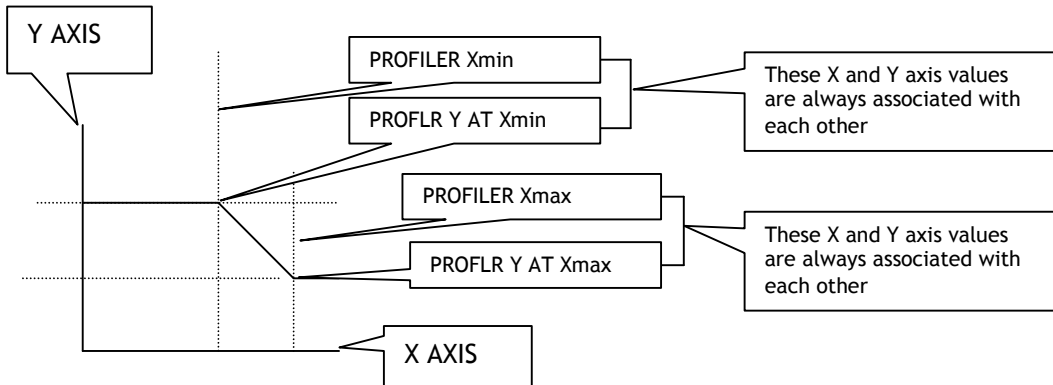 Y AXIS
PROFILER Xmin
PROFLR Y AT Xmin
These X and Y axis values
are always associated with
each other
PROFILER Xmax
PROFLR Y AT Xmax
These X and Y axis values
are always associated with
each other
X AXIS